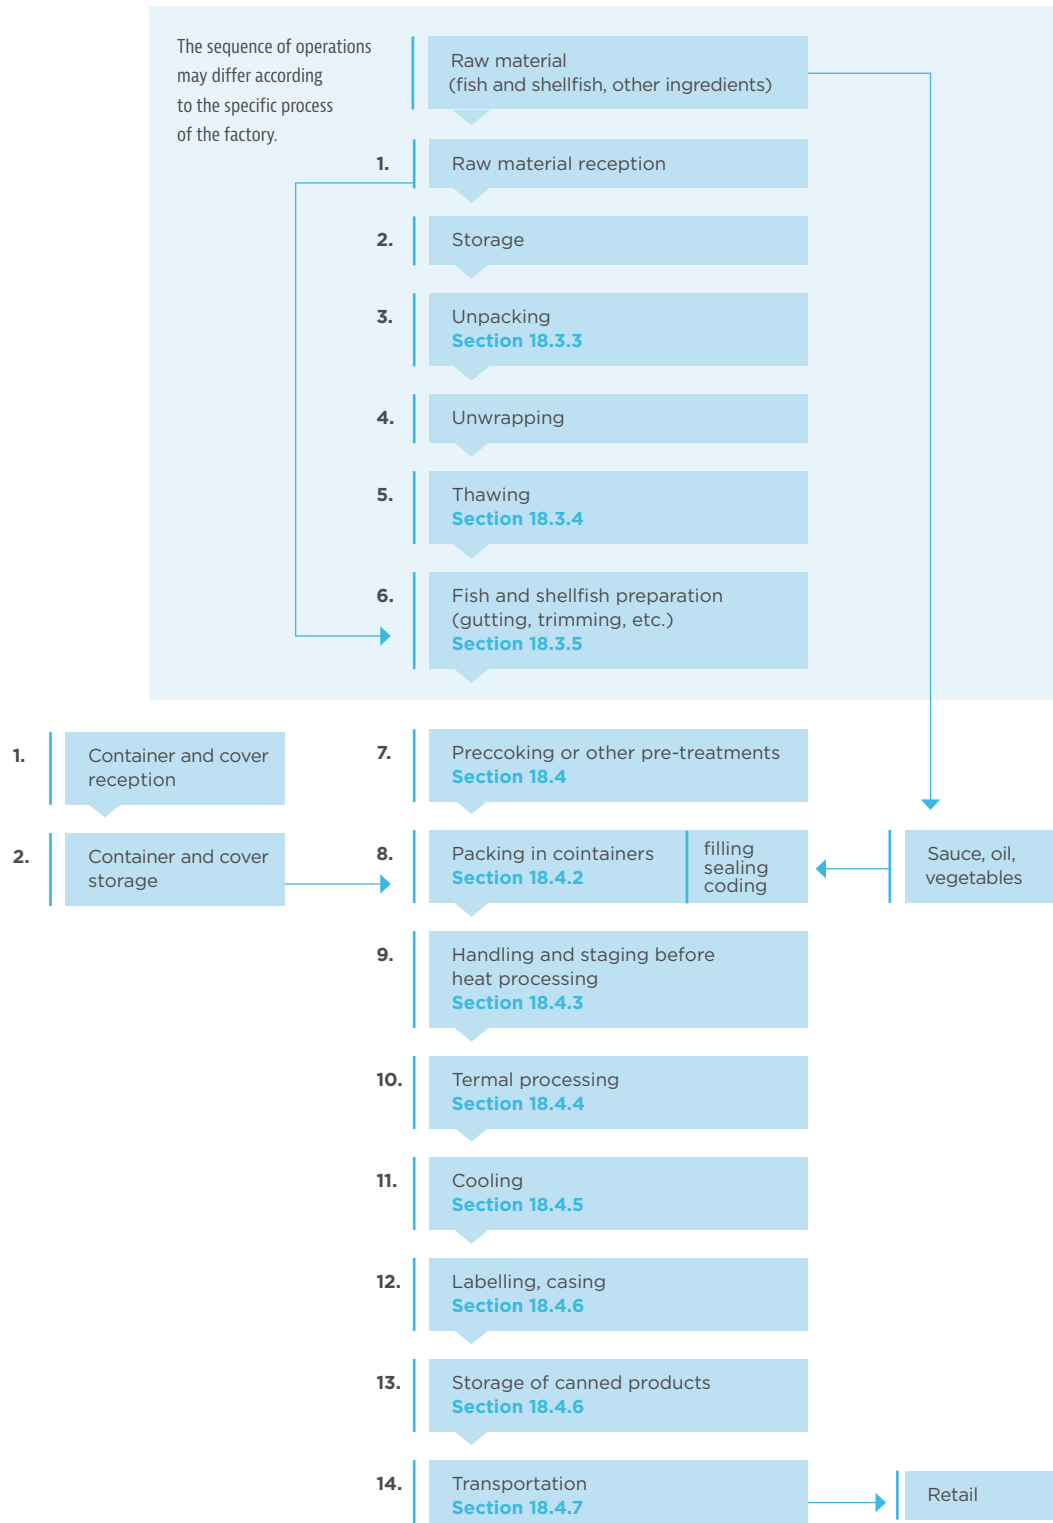 The sequence of operations
may differ according
to the specific process
of the factory.
Raw material
(fish and shellfish, other ingredients)
1.
Raw material reception
2.
Storage
3.
Unpacking
Section 18.3.3
4.
Unwrapping
5.
Thawing
Section 18.3.4
6.
Fish and shellfish preparation
(gutting, trimming, etc.)
Section 18.3.5
1.
Container and cover
reception
2.
Container and cover
storage
7.
Preccoking or other pre-treatments
Section 18.4
8.
Packing in cointainers
Section 18.4.2
filling
sealing
coding
Sauce, oil,
vegetables
9.
Handling and staging before
heat processing
Section 18.4.3
10.
Termal processing
Section 18.4.4
11.
Cooling
Section 18.4.5
12.
Labelling, casing
Section 18.4.6
13.
Storage of canned products
Section 18.4.6
14.
Transportation
Section 18.4.7
Retail